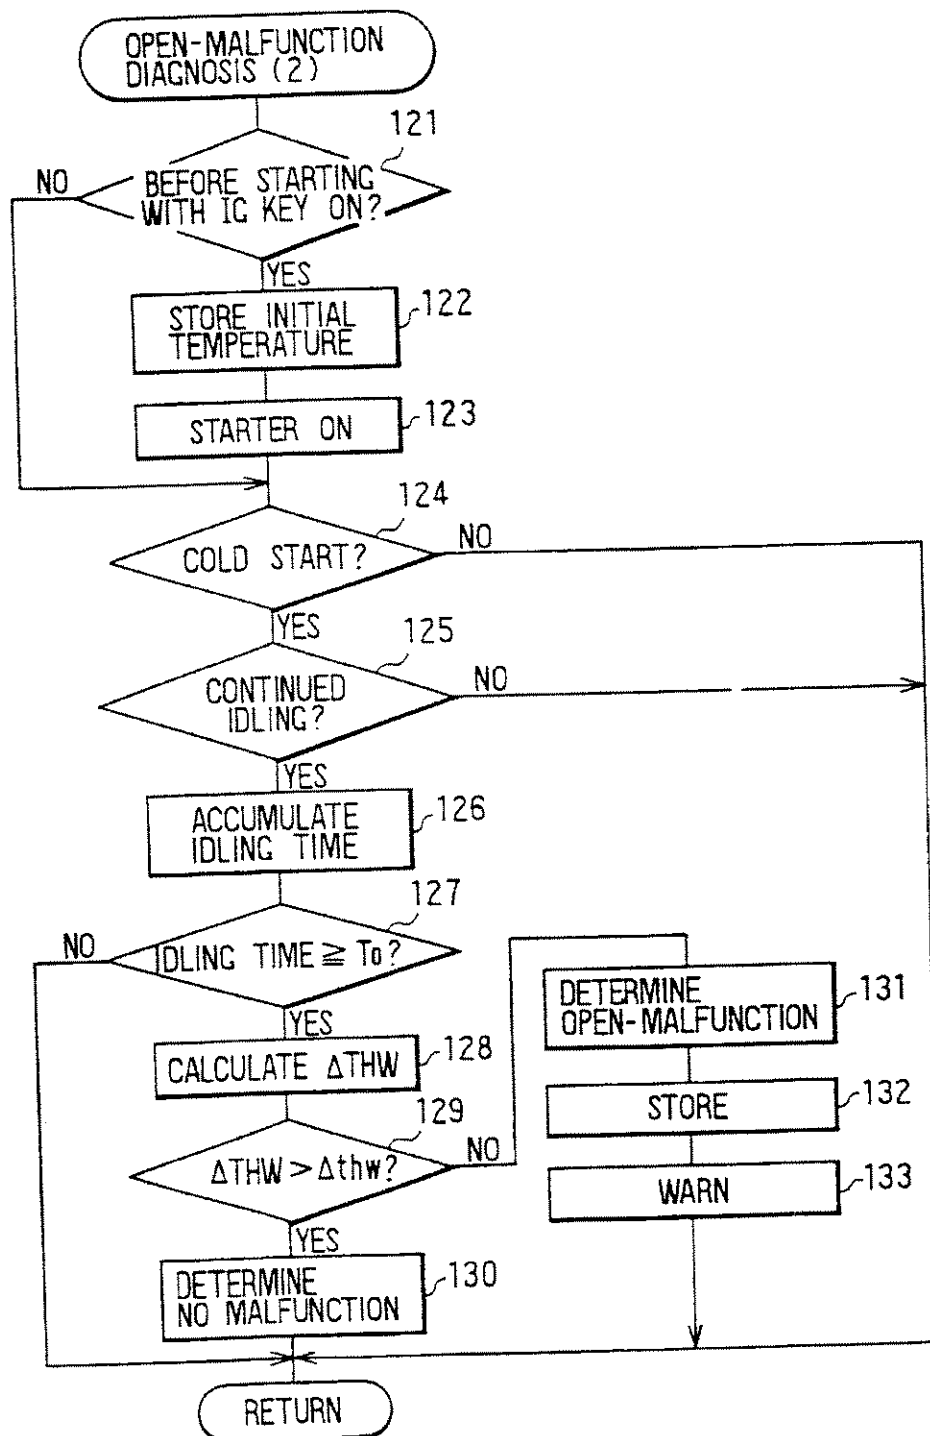 OPEN-MALFUNCTION
DIAGNOSIS (2)
121
NO
BEFORE STARTING
WITH IG KEY ON?
YES
STORE INITIAL
TEMPERATURE
122
STARTER ON
123
124
COLD START?
NO
YES
125
CONTINUED
IDLING?
NO
YES
ACCUMULATE
IDLING TIME
126
127
NO
IDLING TIME ≧ To?
YES
CALCULATE ΔTHW
128
129
ΔTHW > Δthw?
NO
YES
DETERMINE
NO MALFUNCTION
130
DETERMINE
OPEN-MALFUNCTION
131
STORE
132
WARN
133
RETURN